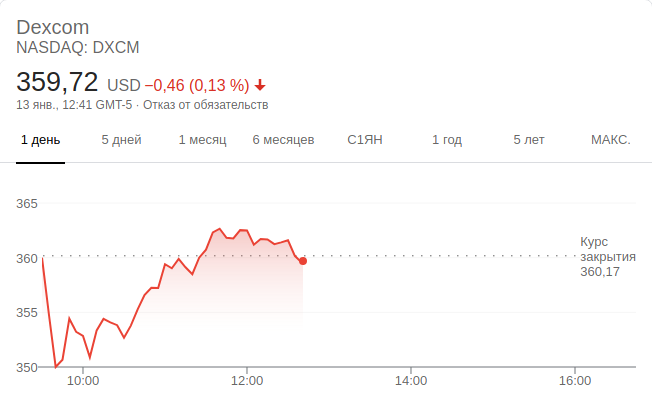 Dexcom
NASDAQ: DXCM
359,72 USD −0,46 (0,13 %)
13 янв., 12:41 GMT-5 · Отказ от обязательств
1 день 5 дней 1 месяц 6 месяцев С1ЯН 1 год 5 лет МАКС.
365
360
355
350
Курс
закрытия
360,17
10:00 12:00 14:00 16:00